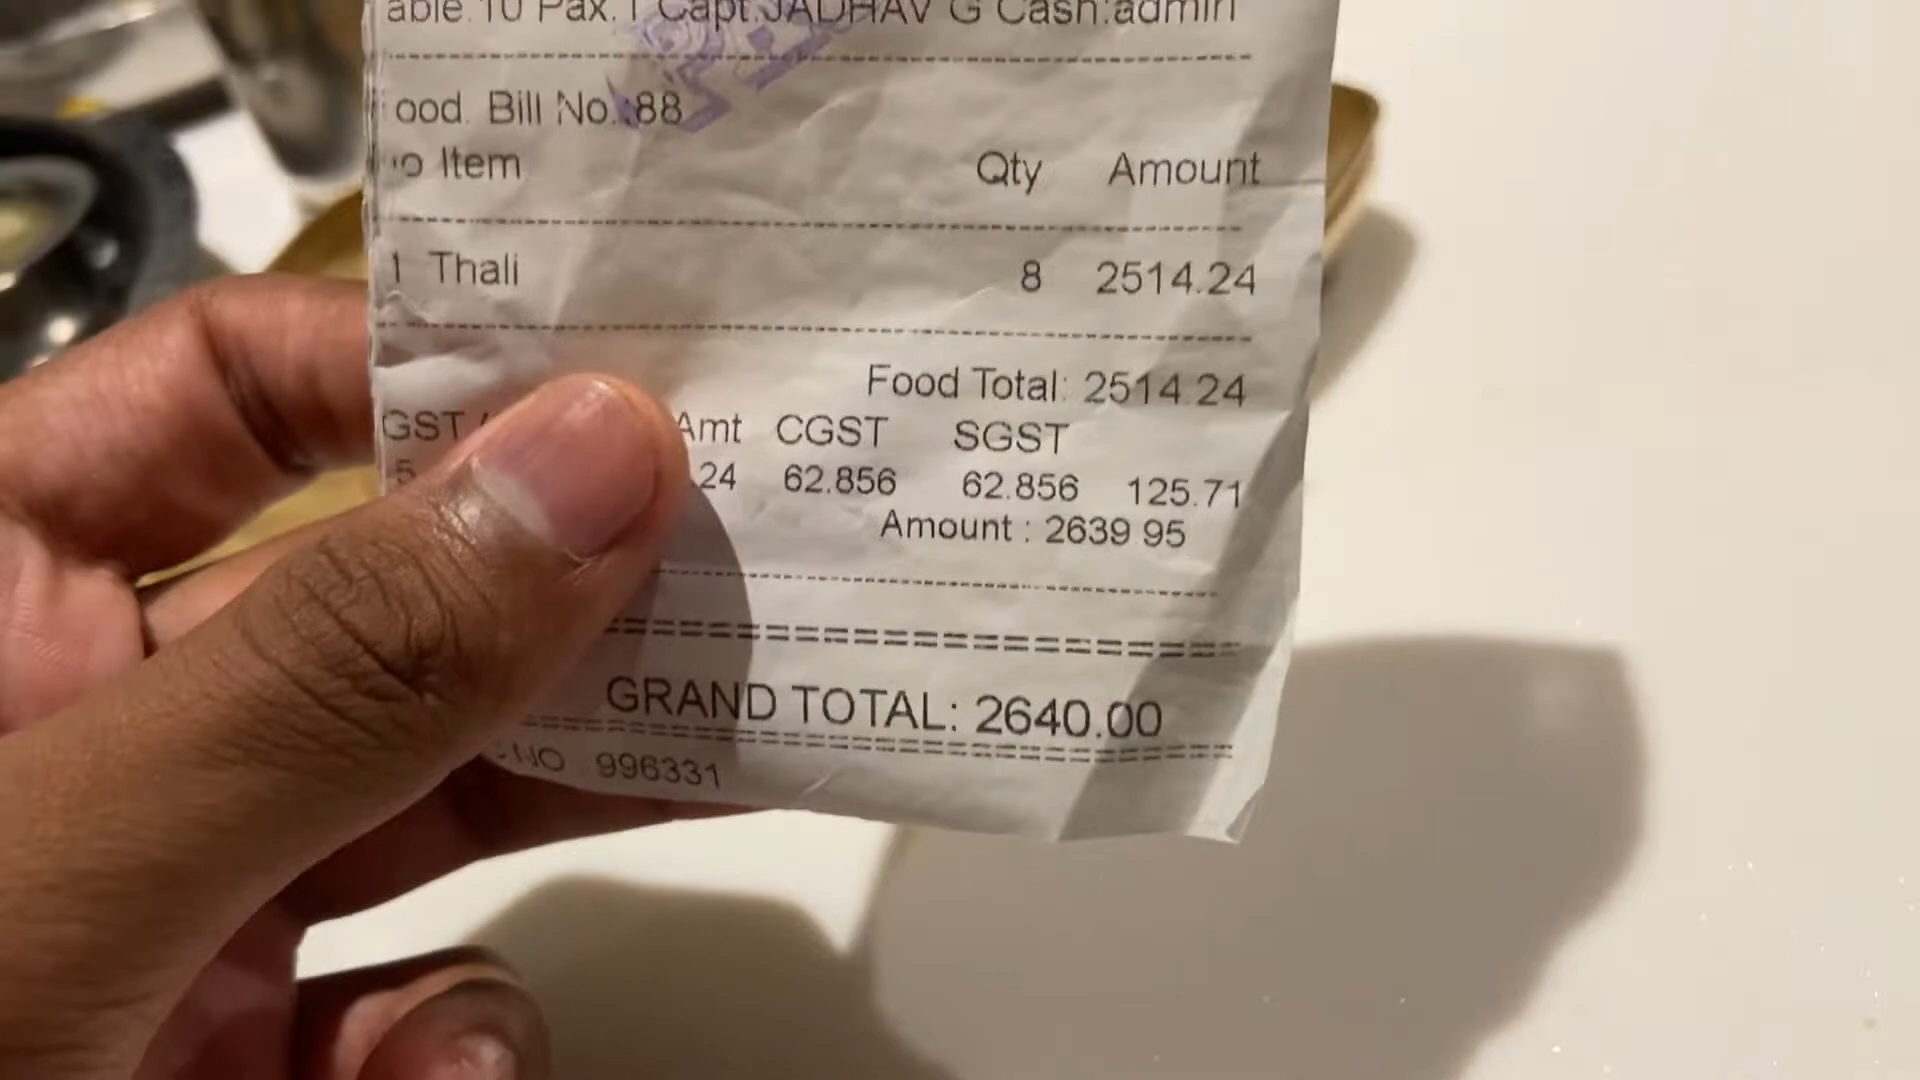 able.10 Pax.1 Capt.JADHAV G Cash:admin
ood. Bill No.:88
o Item Qty Amount
1 Thali 8 2514.24
Food Total: 2514.24
GST Amt CGST SGST
5 .24 62.856 62.856 125.71
Amount : 2639.95
GRAND TOTAL: 2640.00
NO 996331